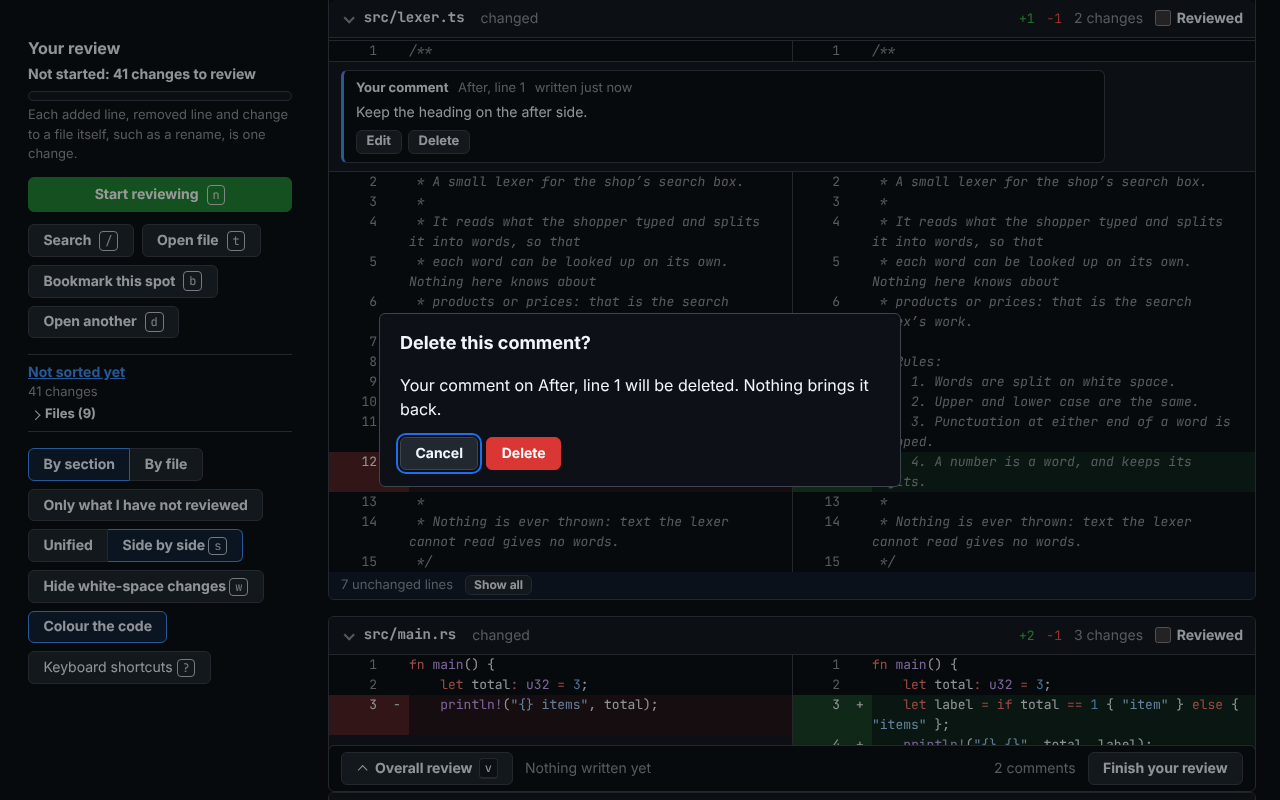 Your review
Not started: 41 changes to review
Each added line, removed line and change
to a file itself, such as a rename, is one
change.
Start reviewing n
Search / Open file t
Bookmark this spot b
Open another d
Not sorted yet
41 changes
Files (9)
By section By file
Only what I have not reviewed
Unified Side by side s
Hide white-space changes w
Colour the code
Keyboard shortcuts ?
src/lexer.ts changed +1 -1 2 changes Reviewed
1 /** 1 /**
Your comment After, line 1 written just now
Keep the heading on the after side.
Edit Delete
2 * A small lexer for the shop’s search box. 2 * A small lexer for the shop’s search box.
3 * 3 *
4 * It reads what the shopper typed and splits 4 * It reads what the shopper typed and splits
it into words, so that it into words, so that
5 * each word can be looked up on its own. 5 * each word can be looked up on its own.
Nothing here knows about Nothing here knows about
6 * products or prices: that is the search 6 * products or prices: that is the search
's work.
7
8 Rules:
9 1. Words are split on white space.
10 2. Upper and lower case are the same.
11 3. Punctuation at either end of a word is
12 4. A number is a word, and keeps its
Delete this comment?
Your comment on After, line 1 will be deleted. Nothing brings it
back.
Cancel Delete
13 * 13 *
14 * Nothing is ever thrown: text the lexer 14 * Nothing is ever thrown: text the lexer
cannot read gives no words. cannot read gives no words.
15 */ 15 */
7 unchanged lines Show all
src/main.rs changed +2 -1 3 changes Reviewed
1 fn main() { 1 fn main() {
2 let total: u32 = 3; 2 let total: u32 = 3;
3 - println!("{} items", total); 3 + let label = if total == 1 { "item" } else {
"items" };
4 + println!("{} {}", total, label);
Overall review v Nothing written yet 2 comments Finish your review